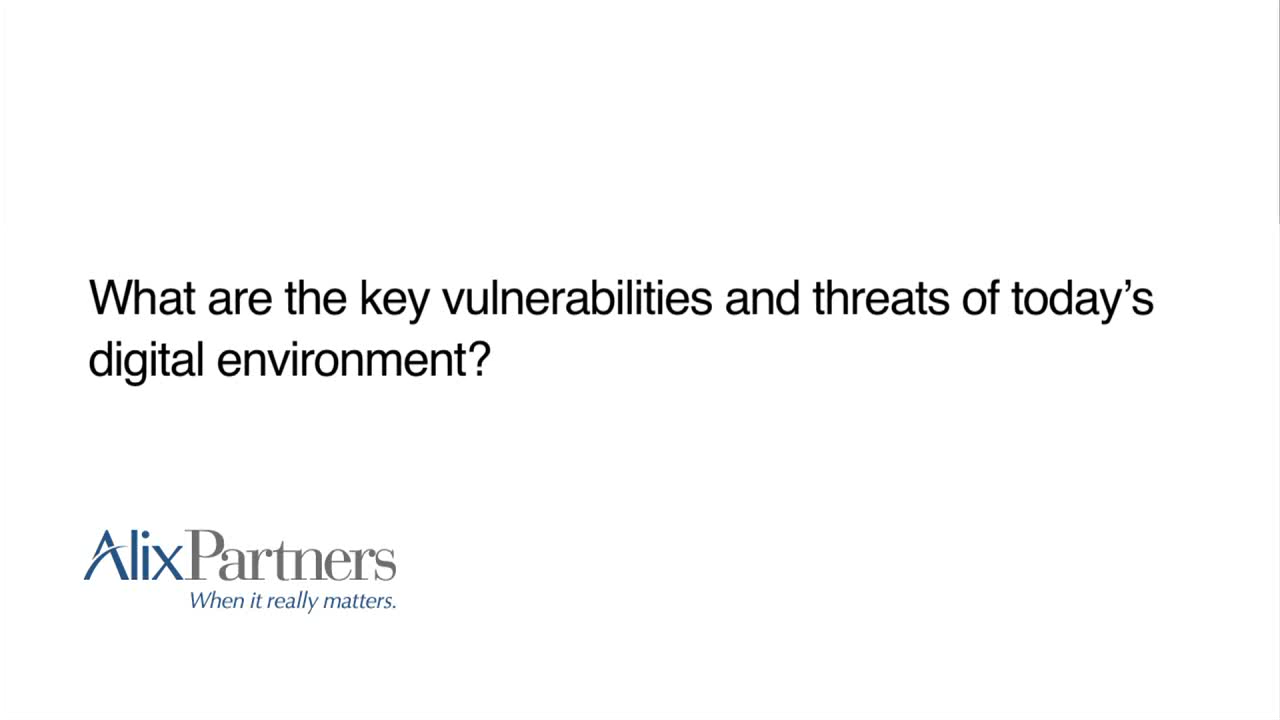 What are the key vulnerabilities and threats of today’s
digital environment?
AlixPartners
When it really matters.